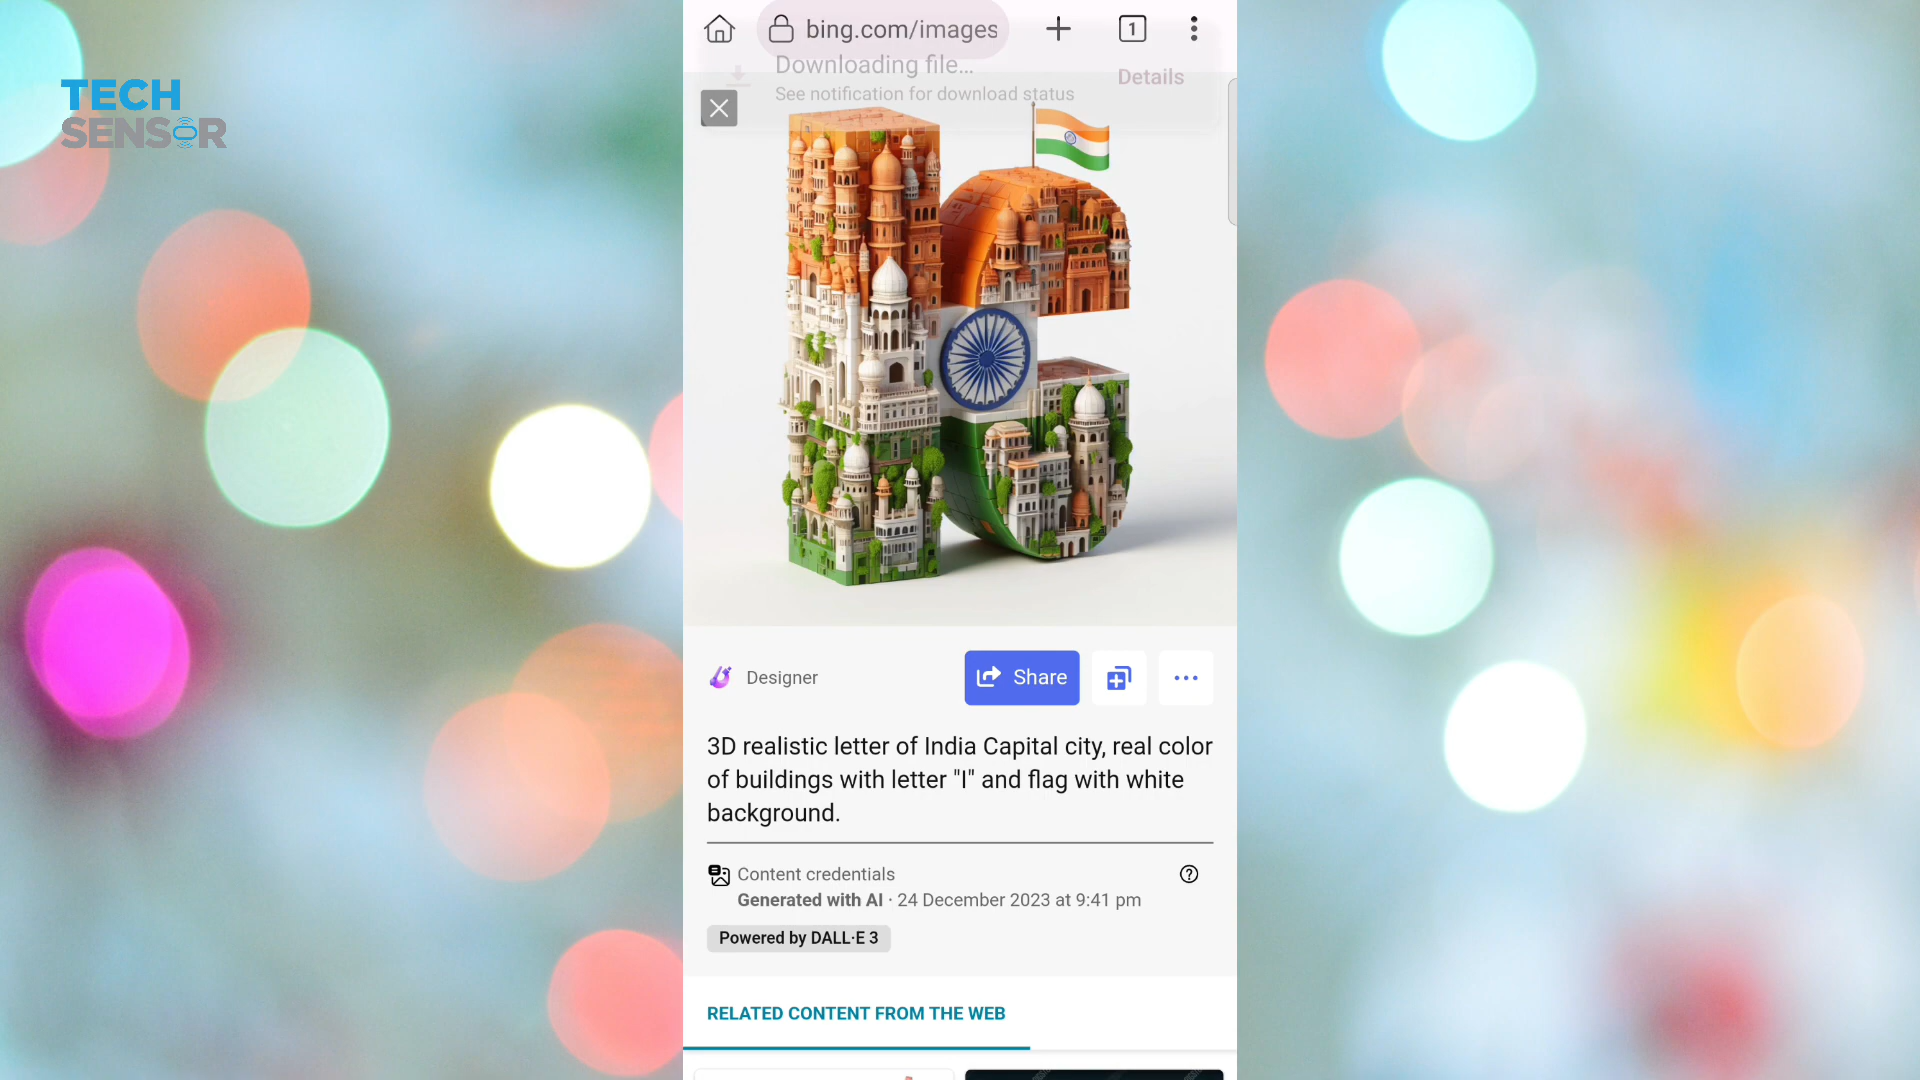 TECH
SENSOR
bing.com/images
1
Downloading file...
See notification for download status
Details
Designer
Share
3D realistic letter of India Capital city, real color
of buildings with letter "I" and flag with white
background.
Content credentials
Generated with AI · 24 December 2023 at 9:41 pm
Powered by DALL·E 3
RELATED CONTENT FROM THE WEB